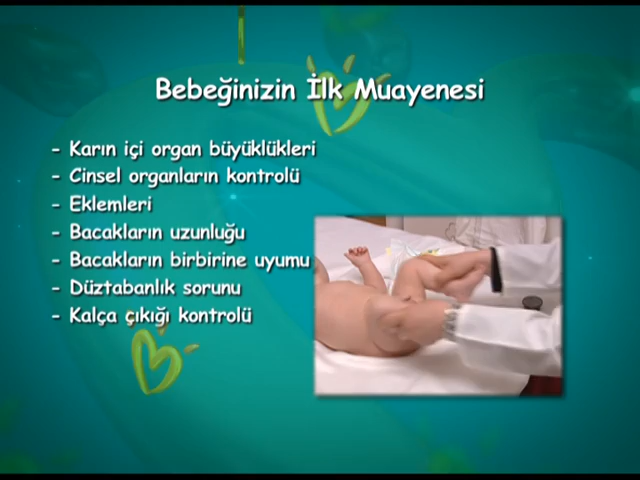 Bebeğinizin İlk Muayenesi
- Karın içi organ büyüklükleri
- Cinsel organların kontrolü
- Eklemleri
- Bacakların uzunluğu
- Bacakların birbirine uyumu
- Düztabanlık sorunu
- Kalça çıkığı kontrolü